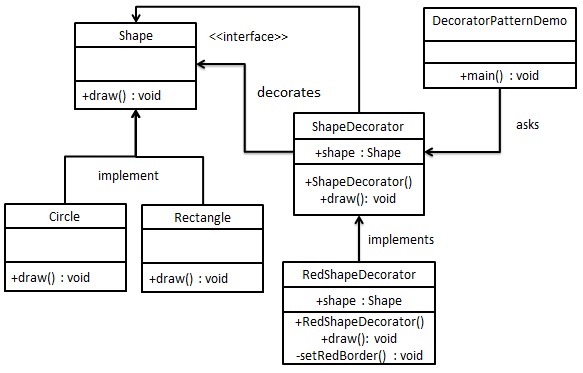 Shape
<<interface>>
+draw() : void
decorates
DecoratorPatternDemo
+main() : void
asks
ShapeDecorator
+shape : Shape
+ShapeDecorator()
+draw(): void
implement
Circle
+draw() : void
Rectangle
+draw() : void
implements
RedShapeDecorator
+shape : Shape
+RedShapeDecorator()
+draw(): void
-setRedBorder() : void